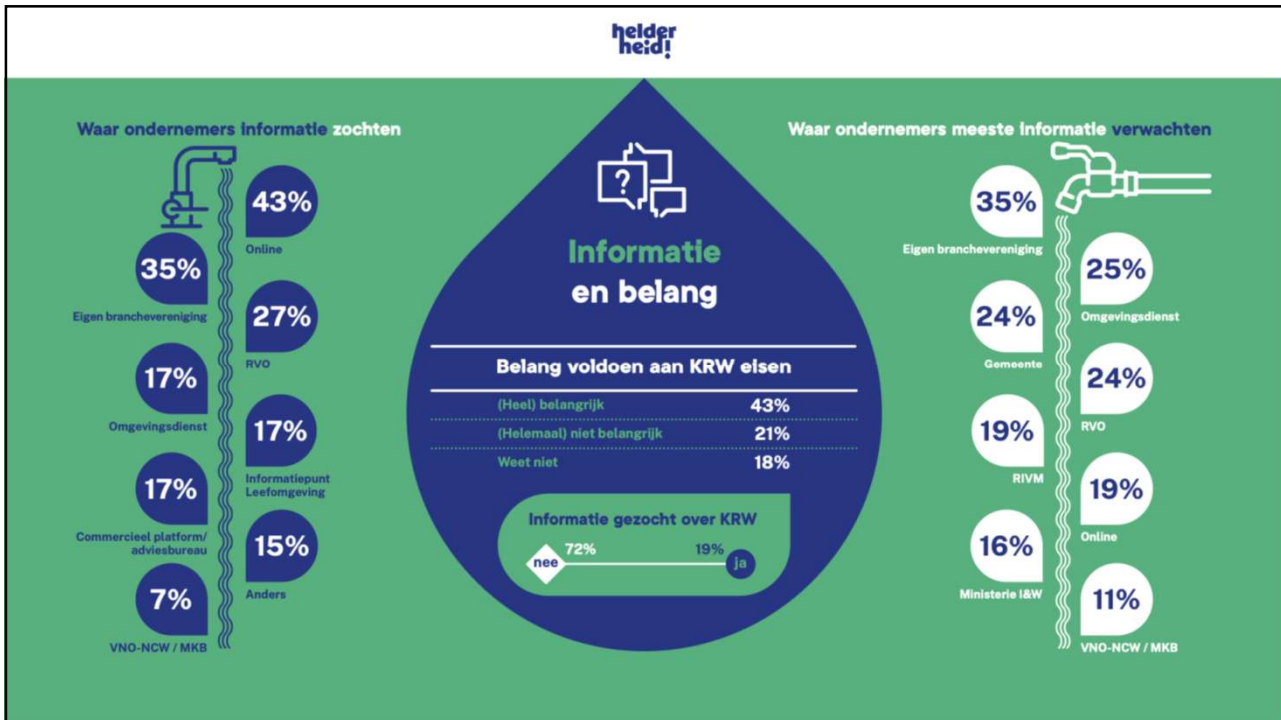 helder
heid!
Waar ondernemers informatie zochten
43%
Online
35%
Eigen branchevereniging
27%
RVO
17%
Omgevingsdienst
17%
Informatiepunt
Leefomgeving
17%
Commercieel platform/
adviesbureau
15%
Anders
7%
VNO-NCW / MKB
?
Informatie
en belang
Belang voldoen aan KRW eisen
(Heel) belangrijk 43%
(Helemaal) niet belangrijk 21%
Weet niet 18%
Informatie gezocht over KRW
72% 19%
nee ja
Waar ondernemers meeste informatie verwachten
35%
Eigen branchevereniging
25%
Omgevingsdienst
24%
Gemeente
24%
RVO
19%
RIVM
19%
Online
16%
Ministerie I&W
11%
VNO-NCW / MKB